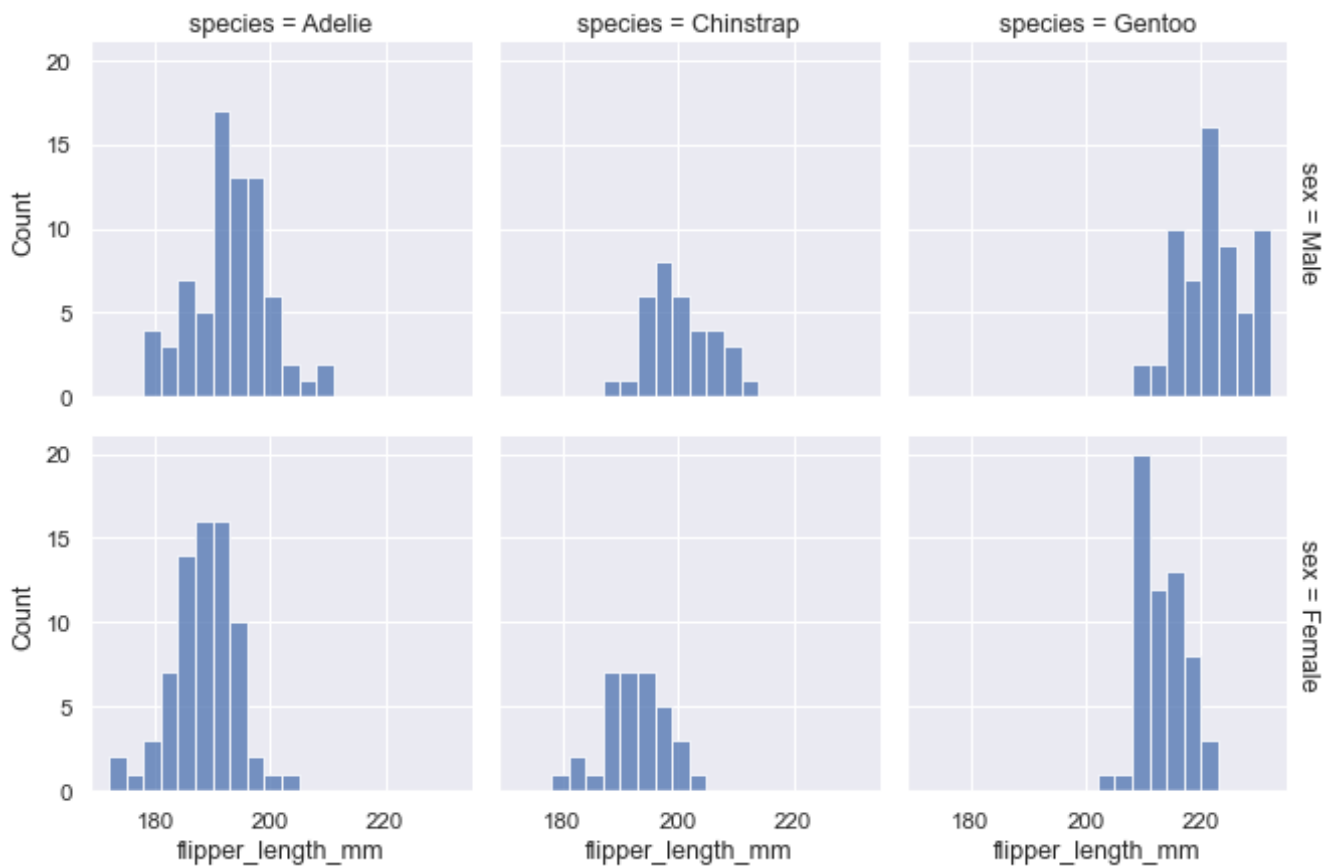 species = Adelie
species = Chinstrap
species = Gentoo
20
15
10
5
0
Count
sex = Male
20
15
10
5
0
Count
sex = Female
180
200
220
180
200
220
180
200
220
flipper_length_mm
flipper_length_mm
flipper_length_mm